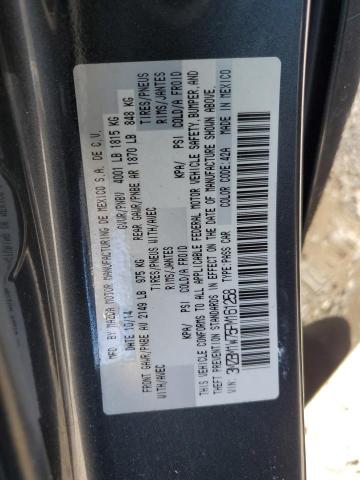 MFD BY MAZDA MOTOR MANUFACTURING DE MEXICO S.A. DE C.V.
DATE 10/14 GVWR/PNBV 4001 LB 1815 KG
FRONT GAWR/PNBE AV 2149 LB 975 KG REAR GAWR/PNBE AR 1870 LB 848 KG
WITH/AVEC TIRES/PNEUS WITH/AVEC TIRES/PNEUS
RIMS/JANTES RIMS/JANTES
KPA/ PSI COLD/A FROID KPA/ PSI COLD/A FROID
THIS VEHICLE CONFORMS TO ALL APPLICABLE FEDERAL MOTOR VEHICLE SAFETY, BUMPER, AND
THEFT PREVENTION STANDARDS IN EFFECT ON THE DATE OF MANUFACTURE SHOWN ABOVE.
TYPE: PASSENGER CAR COLOR CODE: 42A MADE IN MEXICO
VIN: